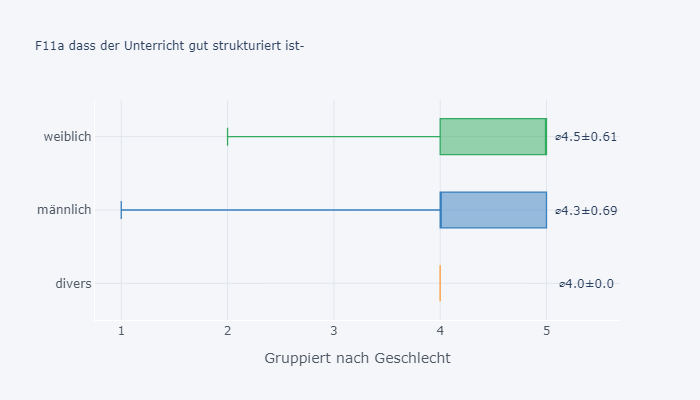 F11a dass der Unterricht gut strukturiert ist-
weiblich
⌀4.5±0.61
männlich
⌀4.3±0.69
divers
⌀4.0±0.0
1 2 3 4 5
Gruppiert nach Geschlecht